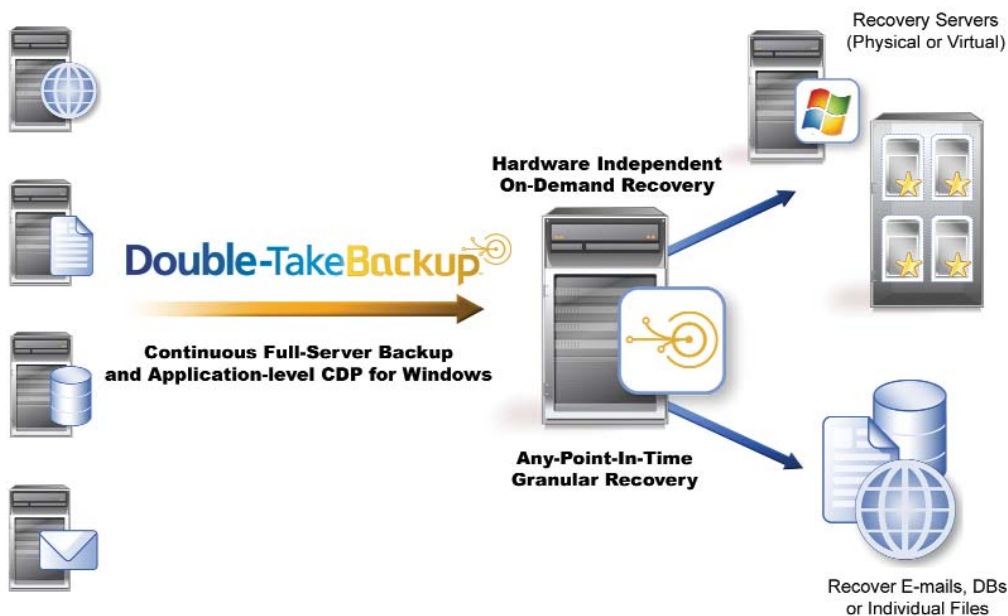 Recovery Servers
(Physical or Virtual)
Hardware Independent
On-Demand Recovery
Double-TakeBackup™
Continuous Full-Server Backup
and Application-level CDP for Windows
Any-Point-In-Time
Granular Recovery
Recover E-mails, DBs
or Individual Files